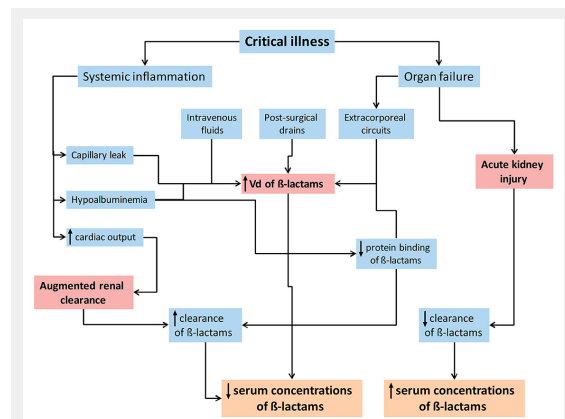 Critical illness
Systemic inflammation
Organ failure
Intravenous
fluids
Post-surgical
drains
Extracorporeal
circuits
Capillary leak
↑ Vd of ß-lactams
Acute kidney
injury
Hypoalbuminemia
↑ cardiac output
↓ protein binding
of ß-lactams
Augmented renal
clearance
↑ clearance
of ß-lactams
↓ clearance
of ß-lactams
↓ serum concentrations
of ß-lactams
↑ serum concentrations
of ß-lactams